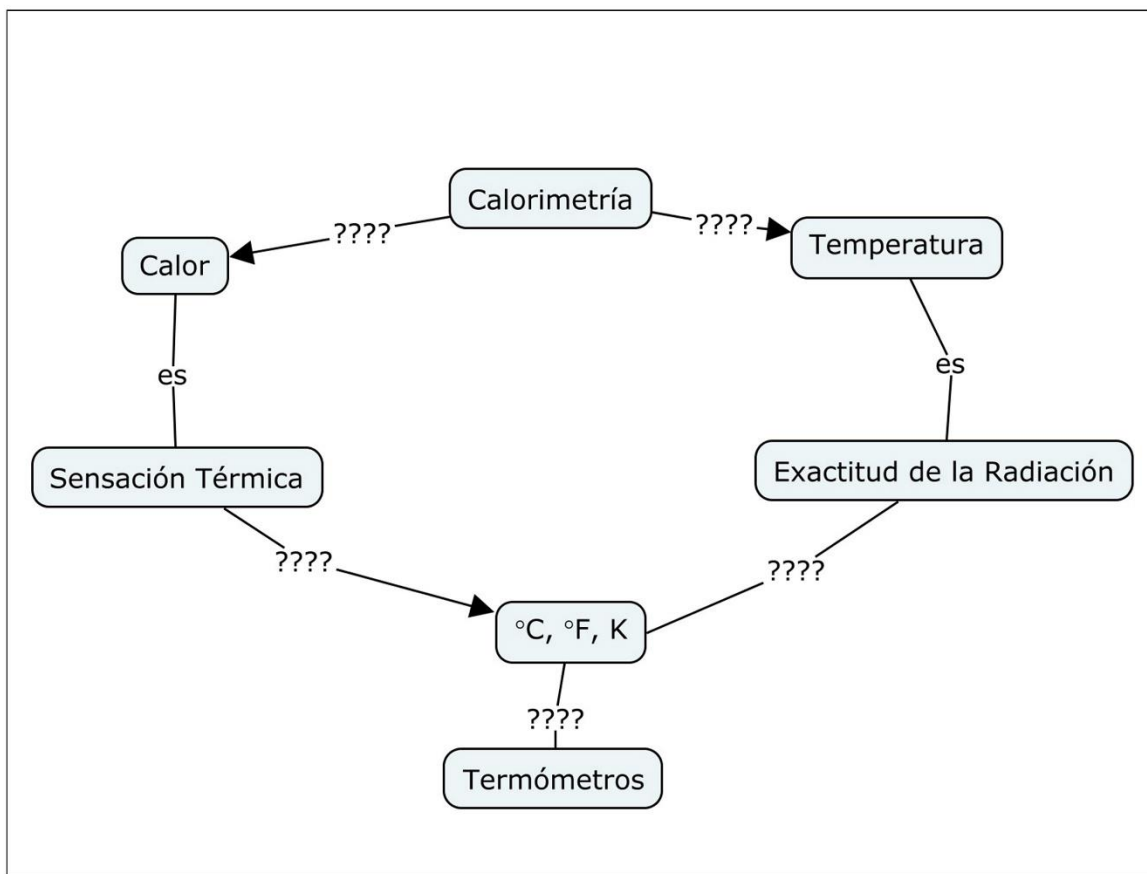 Calorimetría
????
????
Calor
Temperatura
es
es
Sensación Térmica
Exactitud de la Radiación
????
????
°C, °F, K
????
Termómetros